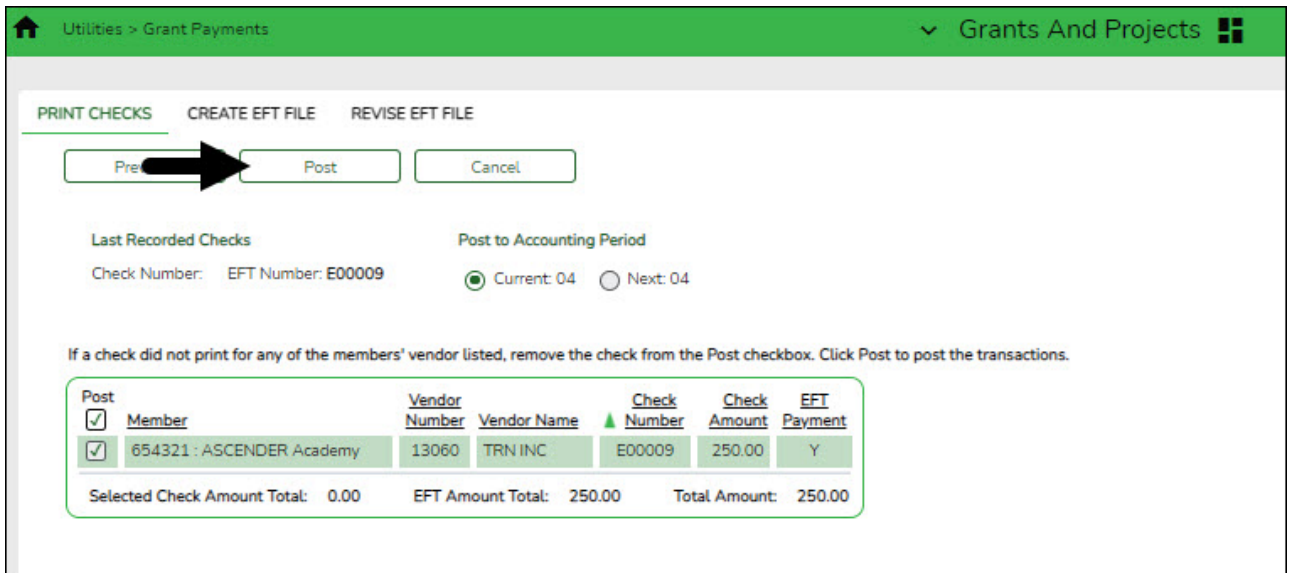 Utilities > Grant Payments
Grants And Projects
PRINT CHECKS CREATE EFT FILE REVISE EFT FILE
Post Cancel
Last Recorded Checks Post to Accounting Period
Check Number: EFT Number: E00009 Current: 04 Next: 04
If a check did not print for any of the members' vendor listed, remove the check from the Post checkbox. Click Post to post the transactions.
Post Vendor Check Check EFT
Member Number Vendor Name Number Amount Payment
654321 : ASCENDER Academy 13060 TRN INC E00009 250.00 Y
Selected Check Amount Total: 0.00 EFT Amount Total: 250.00 Total Amount: 250.00